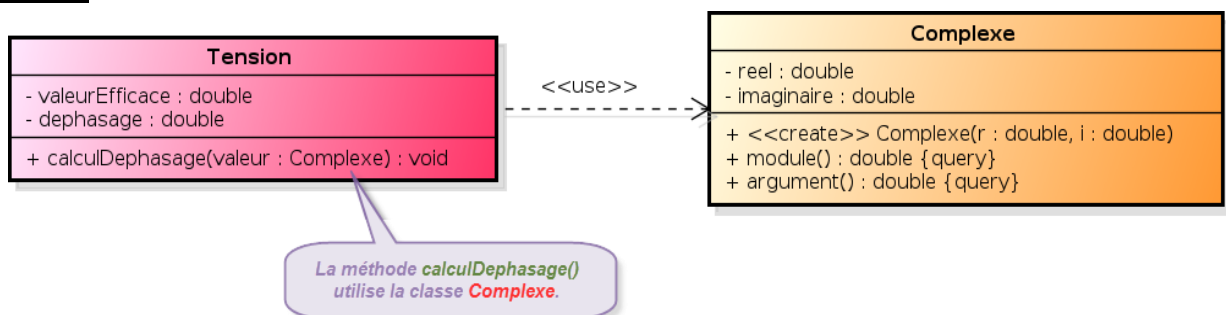 Tension
- valeurEfficace : double
- dephasage : double
+ calculDephasage(valeur : Complexe) : void
<<use>>
Complexe
- reel : double
- imaginaire : double
+ <<create>> Complexe(r : double, i : double)
+ module() : double {query}
+ argument() : double {query}
La méthode calculDephasage()
utilise la classe Complexe.